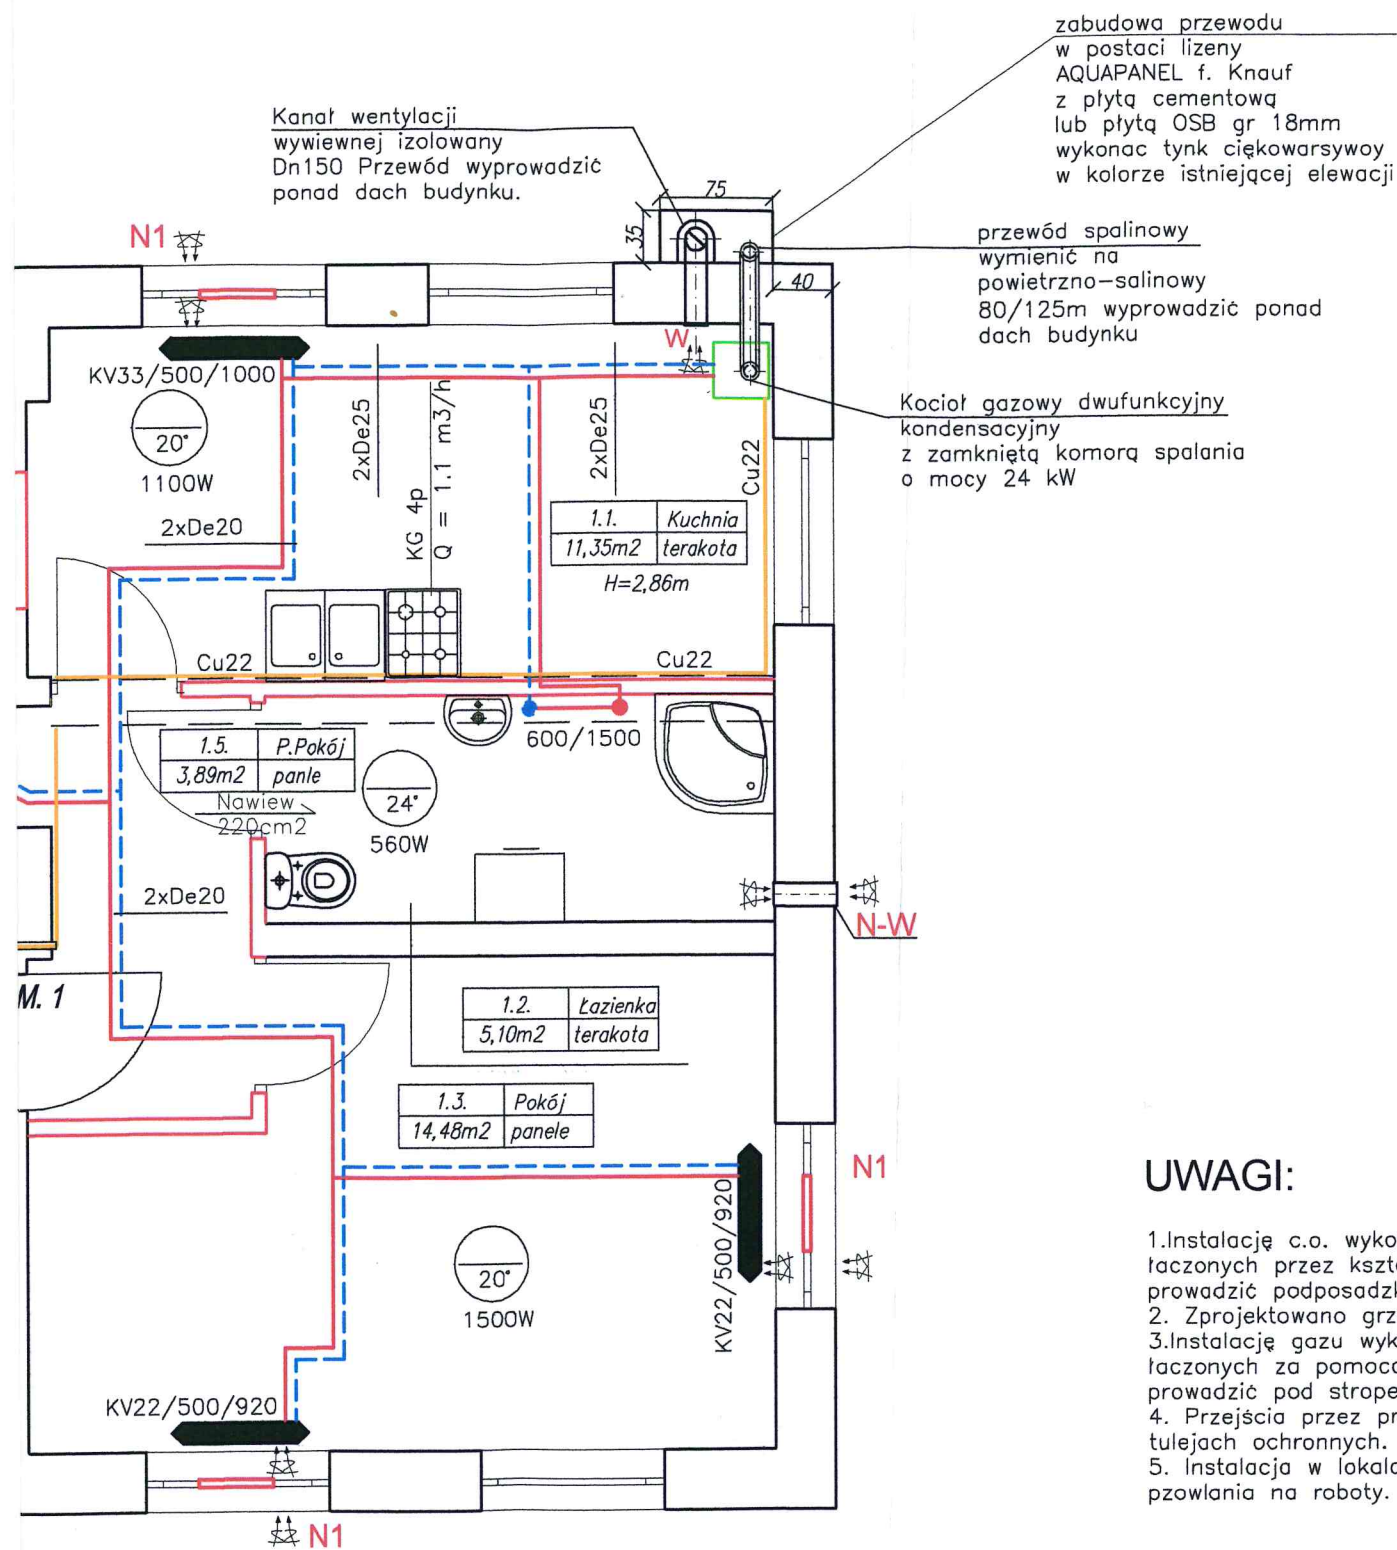 zabudowa przewodu
w postaci lizeny
AQUAPANEL f. Knauf
z płytą cementową
lub płytą OSB gr 18mm
wykonac tynk ciękowarsywoy
w kolorze istniejącej elewacji
Kanał wentylacji
wywiewnej izolowany
Dn150 Przewód wyprowadzić
ponad dach budynku.
75
35
40
N1
przewód spalinowy
wymienić na
powietrzno-salinowy
80/125m wyprowadzić ponad
dach budynku
W
KV33/500/1000
20°
1100W
2xDe20
2xDe25
KG 4p
Q = 1.1 m3/h
2xDe25
Cu22
Kocioł gazowy dwufunkcyjny
kondensacyjny
z zamkniętą komorą spalania
o mocy 24 kW
1.1. Kuchnia
11,35m2 terakota
H=2,86m
Cu22
Cu22
600/1500
1.5. P.Pokój
3,89m2 panle
Nawiew
220cm2
24°
560W
2xDe20
N-W
M. 1
1.2. Łazienka
5,10m2 terakota
1.3. Pokój
14,48m2 panele
N1
KV22/500/920
20°
1500W
KV22/500/920
N1
UWAGI:
1.Instalację c.o. wyko
łaczonych przez kszt
prowadzić podposadz
2. Zprojektowano grz
3.Instalację gazu wyk
łaczonych za pomoc
prowadzić pod strope
4. Przejścia przez pr
tulejach ochronnych.
5. Instalacja w lokal
pzowlania na roboty.